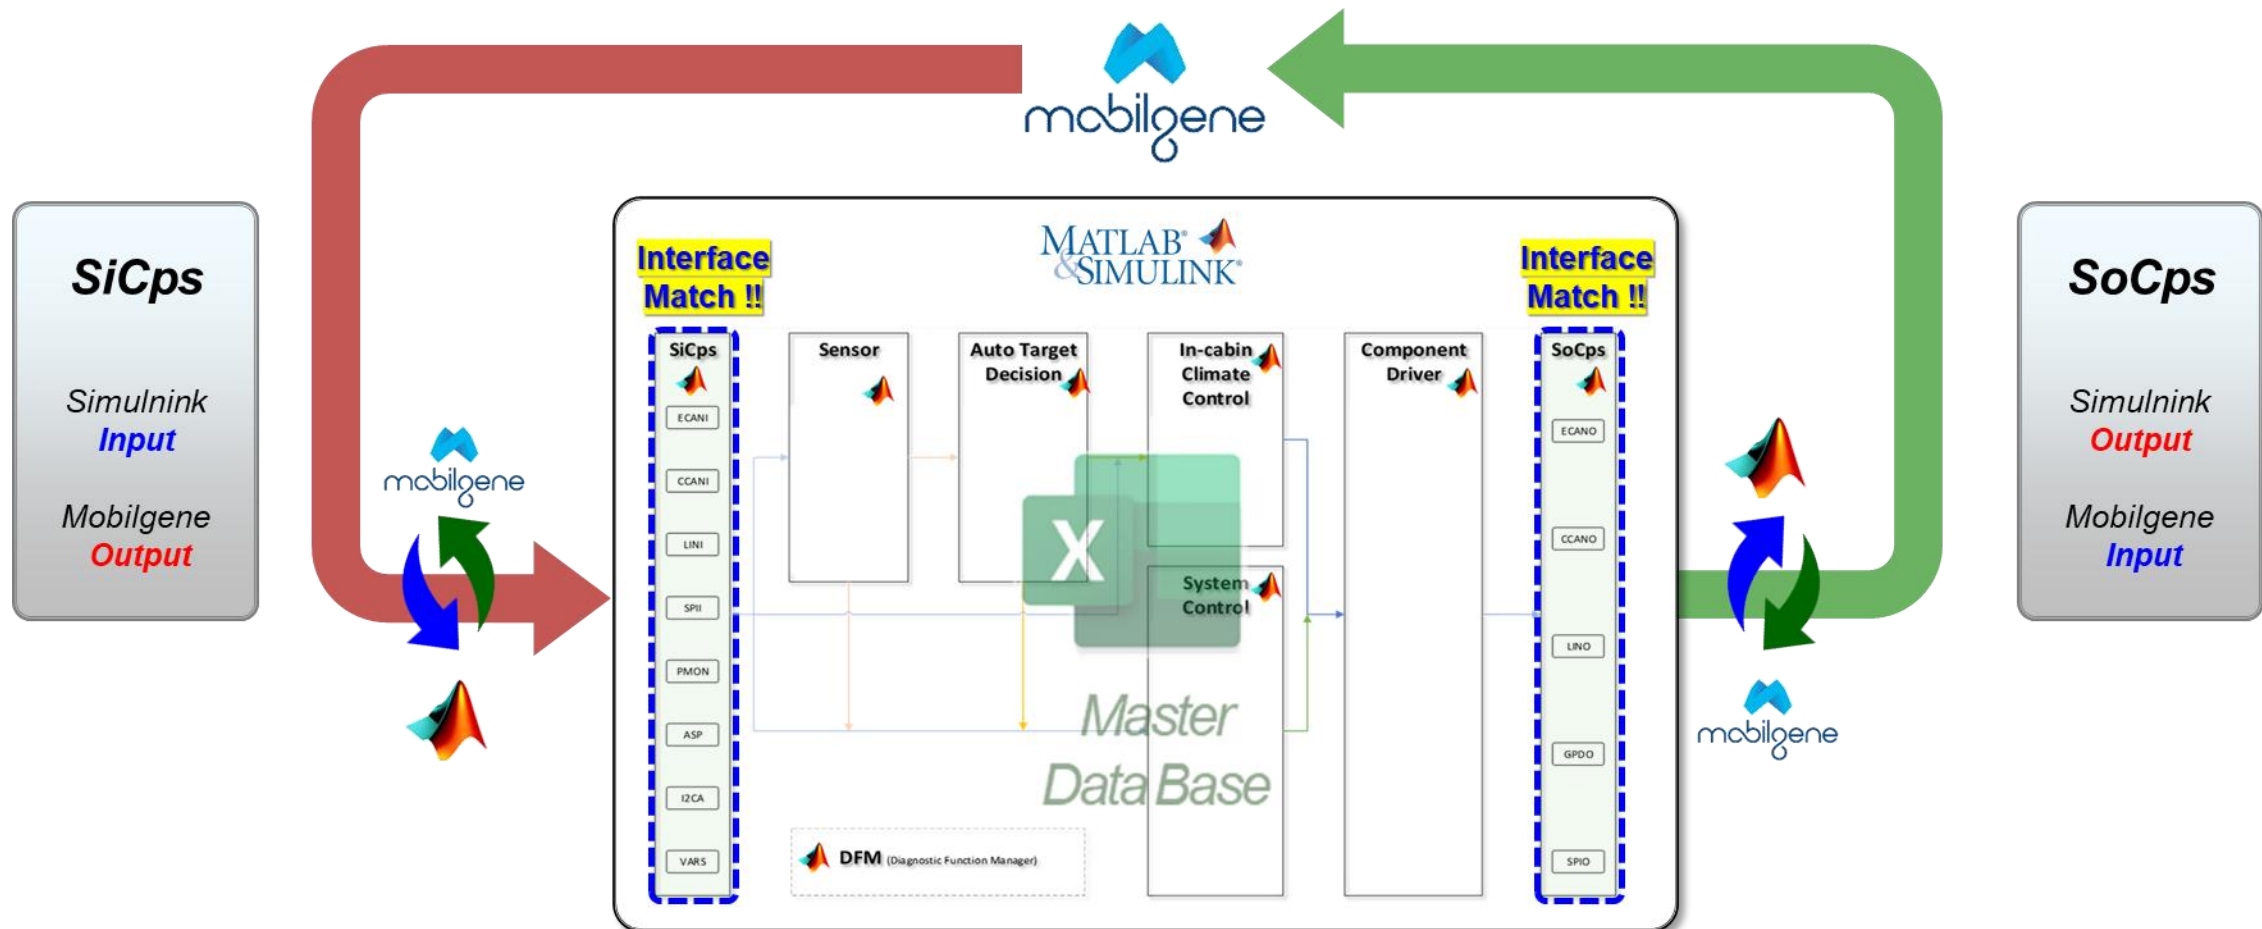 mobilgene
SiCps
Simulnink
Input
Mobilgene
Output
mobilgene
MATLAB®
&SIMULINK®
Interface
Match !!
SiCps
ECANI
CCANI
LINI
SPII
PMON
ASP
I2CA
VARS
Sensor
Auto Target
Decision
In-cabin
Climate
Control
System
Control
Component
Driver
X
Master
Data Base
DFM (Diagnostic Function Manager)
Interface
Match !!
SoCps
ECANO
CCANO
LINO
GPDO
SPIO
mobilgene
SoCps
Simulnink
Output
Mobilgene
Input